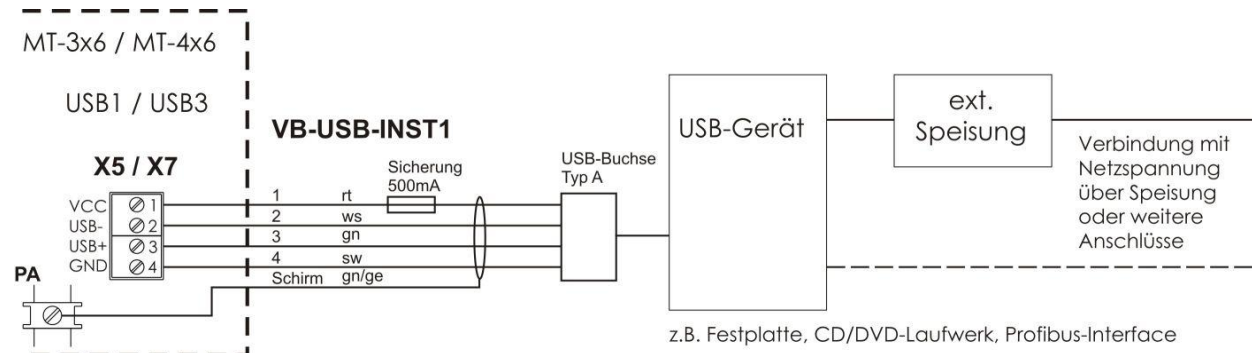 MT-3x6 / MT-4x6
USB1 / USB3
X5 / X7
VCC 1
USB- 2
USB+ 3
GND 4
PA
VB-USB-INST1
Sicherung
500mA
1 rt
2 ws
3 gn
4 sw
Schirm gn/ge
USB-Buchse
Typ A
USB-Gerät
ext.
Speisung
Verbindung mit
Netzspannung
über Speisung
oder weitere
Anschlüsse
z.B. Festplatte, CD/DVD-Laufwerk, Profibus-Interface